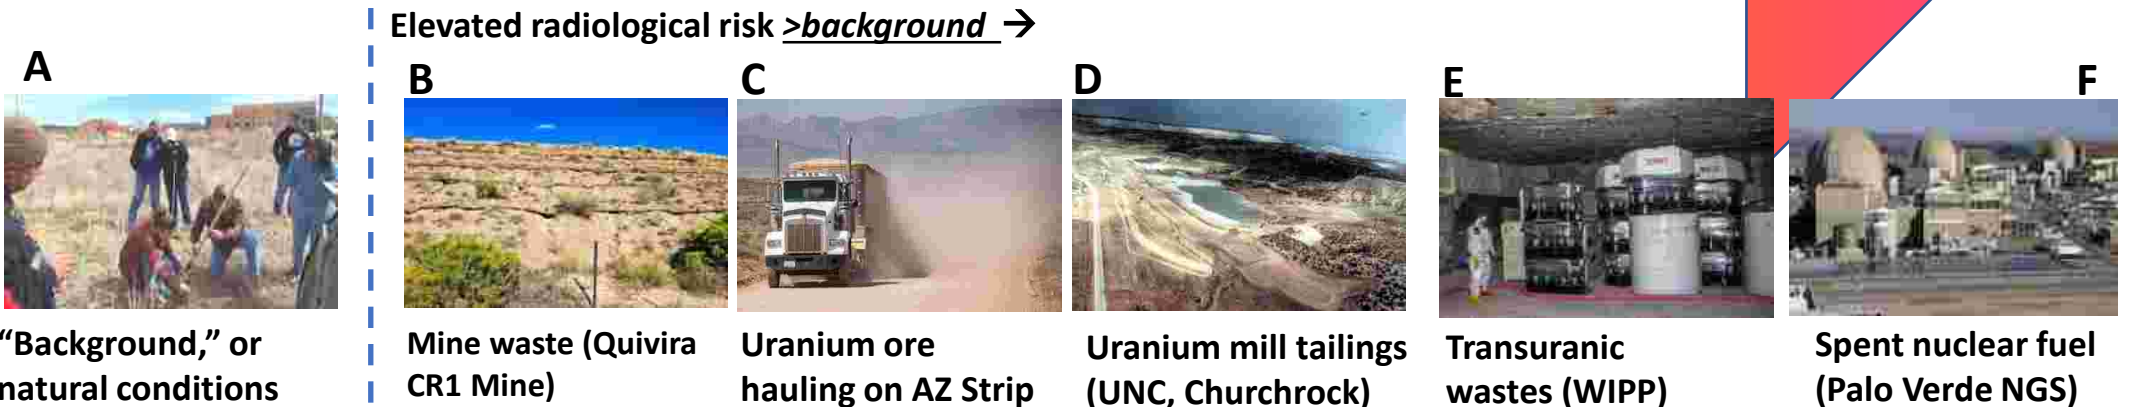 Elevated radiological risk >background →
A
B
C
D
E
F
"Background," or
natural conditions
Mine waste (Quivira
CR1 Mine)
Uranium ore
hauling on AZ Strip
Uranium mill tailings
(UNC, Churchrock)
Transuranic
wastes (WIPP)
Spent nuclear fuel
(Palo Verde NGS)